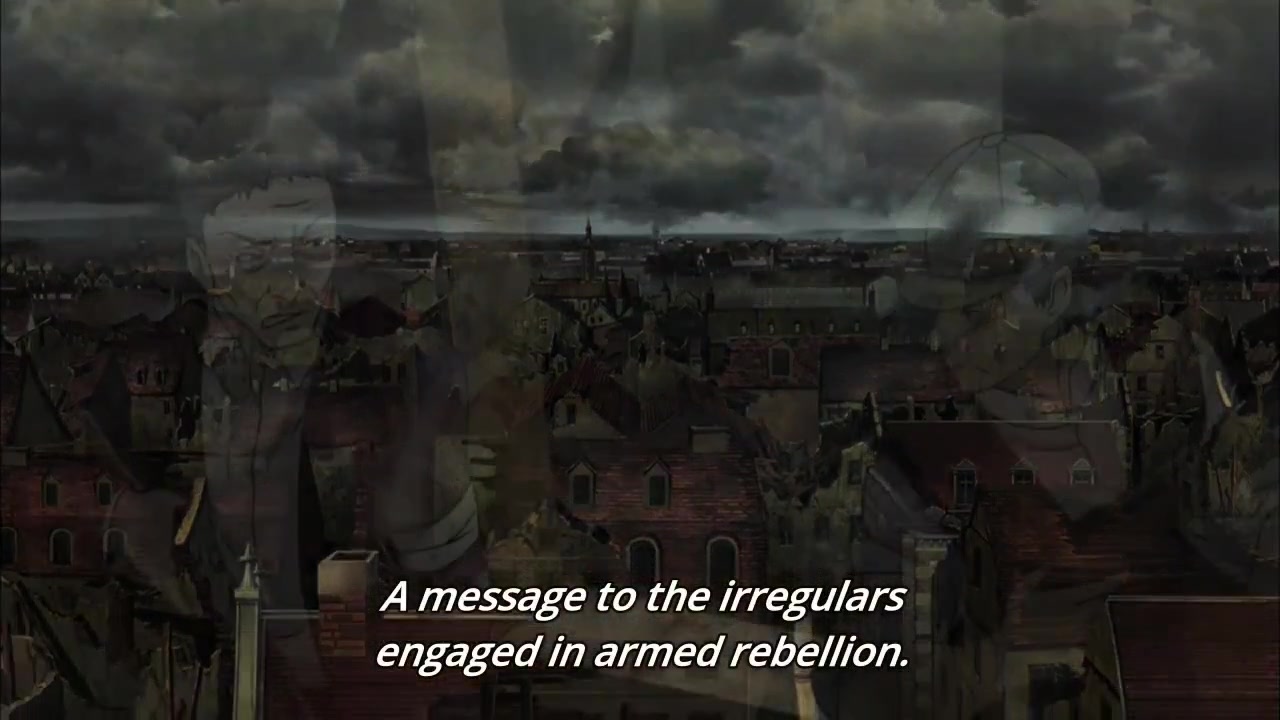 A message to the irregulars
engaged in armed rebellion.